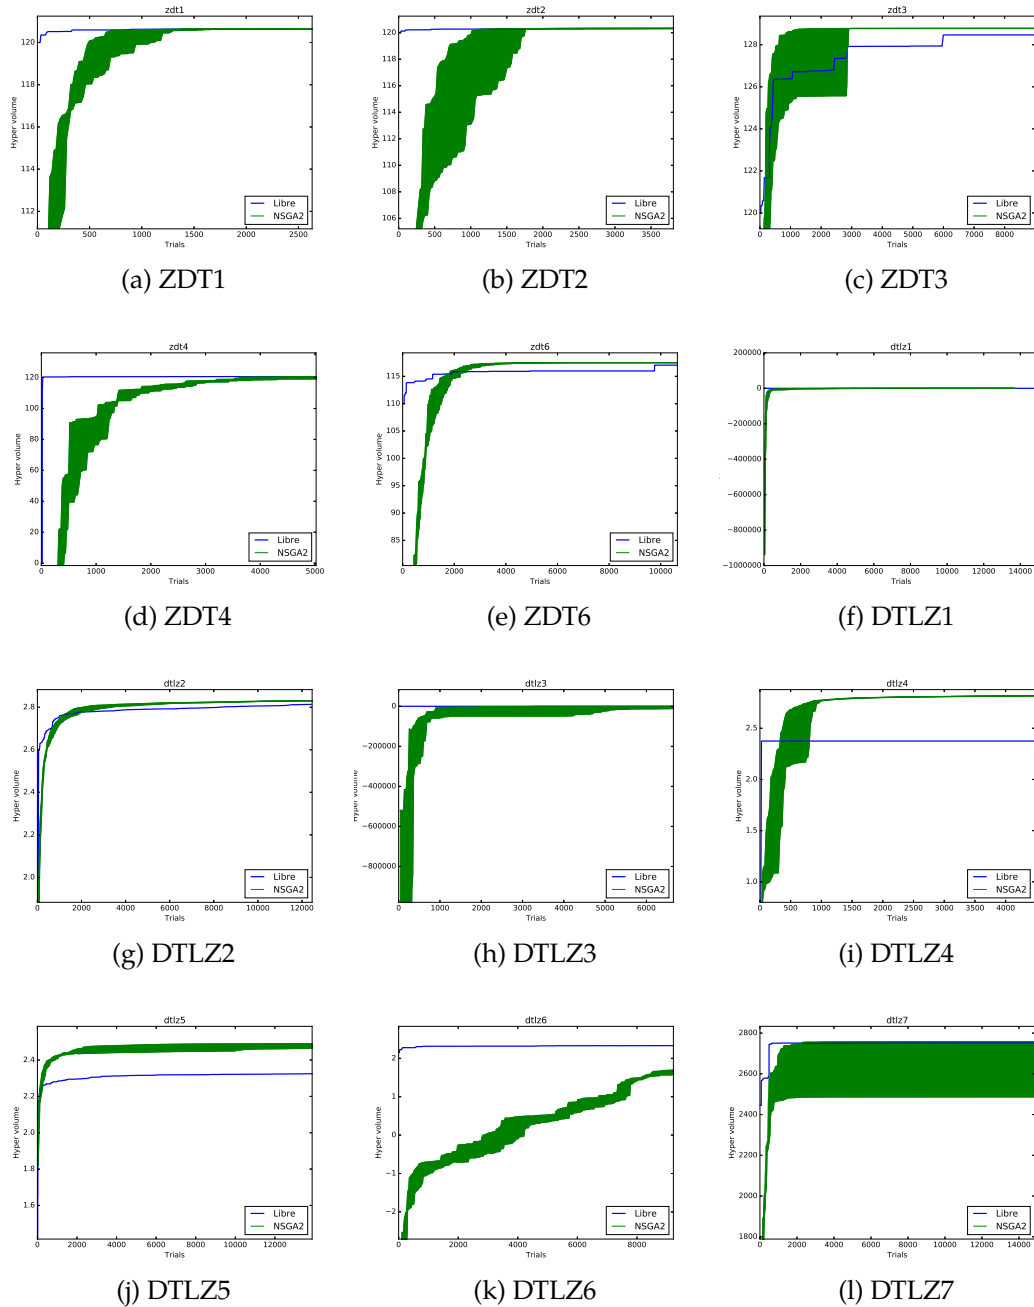 zdt1
Hyper volume
120
118
116
114
112
0 500 1000 1500 2000 2500
Trials
Libre
NSGA2
(a) ZDT1
zdt2
Hyper volume
120
118
116
114
112
110
108
106
0 500 1000 1500 2000 2500 3000 3500
Trials
Libre
NSGA2
(b) ZDT2
zdt3
Hyper volume
128
126
124
122
120
0 1000 2000 3000 4000 5000 6000 7000 8000
Trials
Libre
NSGA2
(c) ZDT3
zdt4
Hyper volume
120
100
80
60
40
20
0
0 1000 2000 3000 4000 5000
Trials
Libre
NSGA2
(d) ZDT4
zdt6
Hyper volume
115
110
105
100
95
90
85
0 2000 4000 6000 8000 10000
Trials
Libre
NSGA2
(e) ZDT6
dtlz1
200000
0
−200000
−400000
−600000
−800000
−1000000
0 2000 4000 6000 8000 10000 12000 14000
Trials
Libre
NSGA2
(f) DTLZ1
dtlz2
Hyper volume
2.8
2.6
2.4
2.2
2.0
0 2000 4000 6000 8000 10000 12000
Trials
Libre
NSGA2
(g) DTLZ2
dtlz3
Hyper volume
0
−200000
−400000
−600000
−800000
0 1000 2000 3000 4000 5000 6000
Trials
Libre
NSGA2
(h) DTLZ3
dtlz4
Hyper volume
2.5
2.0
1.5
1.0
0 500 1000 1500 2000 2500 3000 3500 4000
Trials
Libre
NSGA2
(i) DTLZ4
dtlz5
Hyper volume
2.4
2.2
2.0
1.8
1.6
0 2000 4000 6000 8000 10000 12000
Trials
Libre
NSGA2
(j) DTLZ5
dtlz6
Hyper volume
2
1
0
−1
−2
0 2000 4000 6000 8000
Trials
Libre
NSGA2
(k) DTLZ6
dtlz7
Hyper volume
2800
2600
2400
2200
2000
1800
0 2000 4000 6000 8000 10000 12000 14000
Trials
Libre
NSGA2
(l) DTLZ7